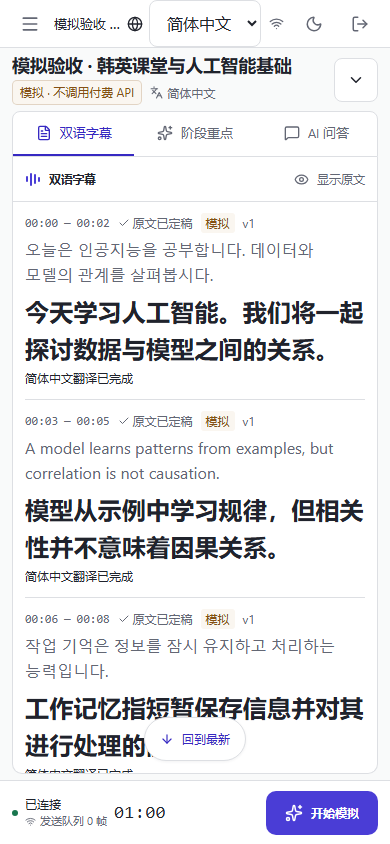 模拟验收 ... 简体中文
模拟验收 · 韩英课堂与人工智能基础
模拟 · 不调用付费 API 简体中文
双语字幕 阶段重点 AI 问答
双语字幕 显示原文
00:00 – 00:02 原文已定稿 模拟 v1
오늘은 인공지능을 공부합니다. 데이터와
모델의 관계를 살펴봅시다.
今天学习人工智能。我们将一起
探讨数据与模型之间的关系。
简体中文翻译已完成
00:03 – 00:05 原文已定稿 模拟 v1
A model learns patterns from examples, but
correlation is not causation.
模型从示例中学习规律，但相关
性并不意味着因果关系。
简体中文翻译已完成
00:06 – 00:08 原文已定稿 模拟 v1
作업 기억은 정보를 잠시 유지하고 처리하는
능력입니다.
工作记忆指短暂保存信息并对其
进行处理的
回到最新
已连接
发送队列 0 帧 01:00 开始模拟